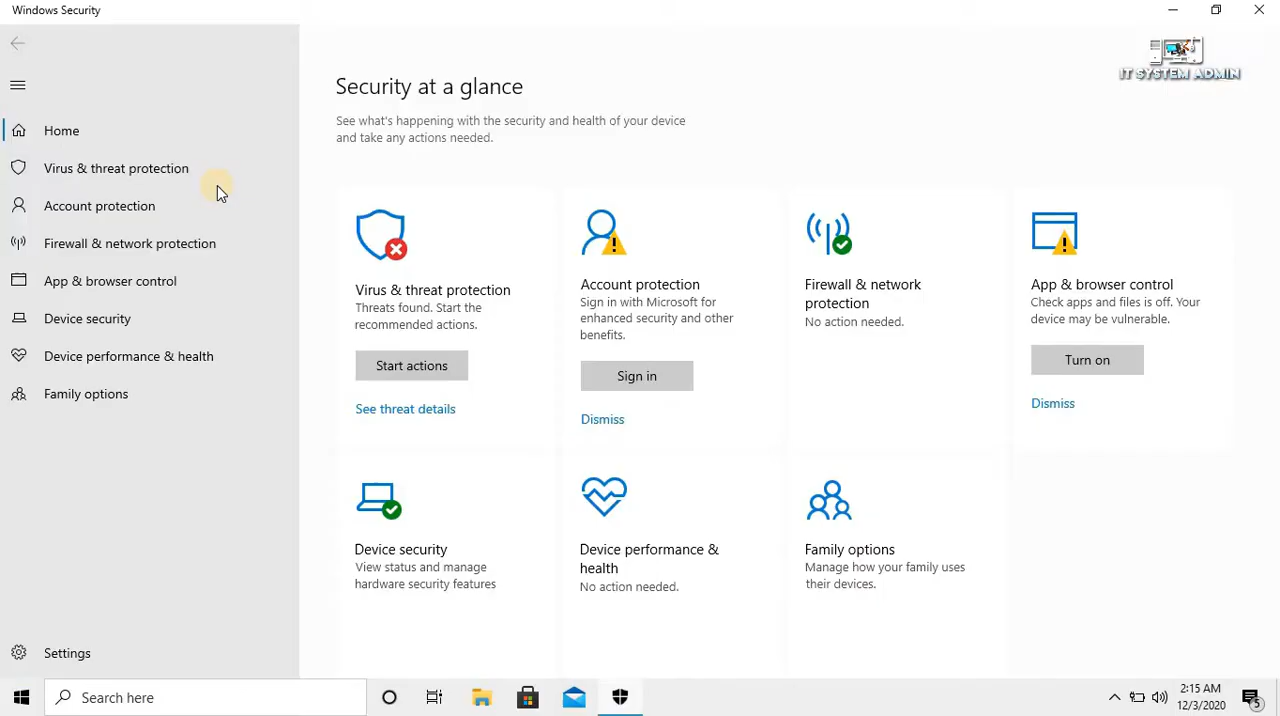 Windows Security
IT SYSTEM ADMIN
Home
Virus & threat protection
Account protection
Firewall & network protection
App & browser control
Device security
Device performance & health
Family options
Settings
Security at a glance
See what's happening with the security and health of your device
and take any actions needed.
Virus & threat protection
Threats found. Start the
recommended actions.
Start actions
See threat details
Account protection
Sign in with Microsoft for
enhanced security and other
benefits.
Sign in
Dismiss
Firewall & network
protection
No action needed.
App & browser control
Check apps and files is off. Your
device may be vulnerable.
Turn on
Dismiss
Device security
View status and manage
hardware security features
Device performance &
health
No action needed.
Family options
Manage how your family uses
their devices.
Search here
2:15 AM
12/3/2020
5